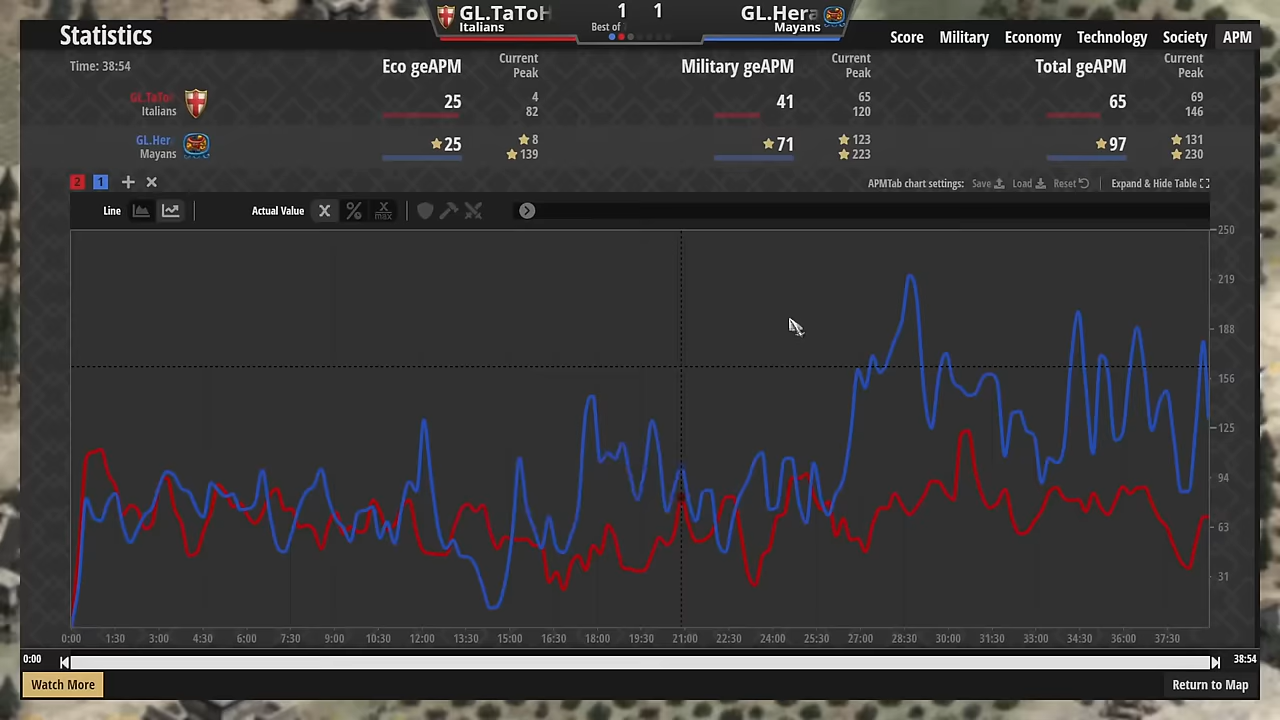 GL.TaToH 1 1 GL.Hera
Italians Best of Mayans
Statistics
Score Military Economy Technology Society APM
Time: 38:54 Eco geAPM Current Peak Military geAPM Current Peak Total geAPM Current Peak
GL.TaTo 25 4 41 65 65 69
Italians 82 120 146
GL.Her 25 8 71 123 97 131
Mayans 139 223 230
2 1
APMTab chart settings: Save Load Reset Expand & Hide Table
Line Actual Value X % X max
250
219
188
156
125
94
63
31
0:00 1:30 3:00 4:30 6:00 7:30 9:00 10:30 12:00 13:30 15:00 16:30 18:00 19:30 21:00 22:30 24:00 25:30 27:00 28:30 30:00 31:30 33:00 34:30 36:00 37:30
0:00 38:54
Watch More Return to Map